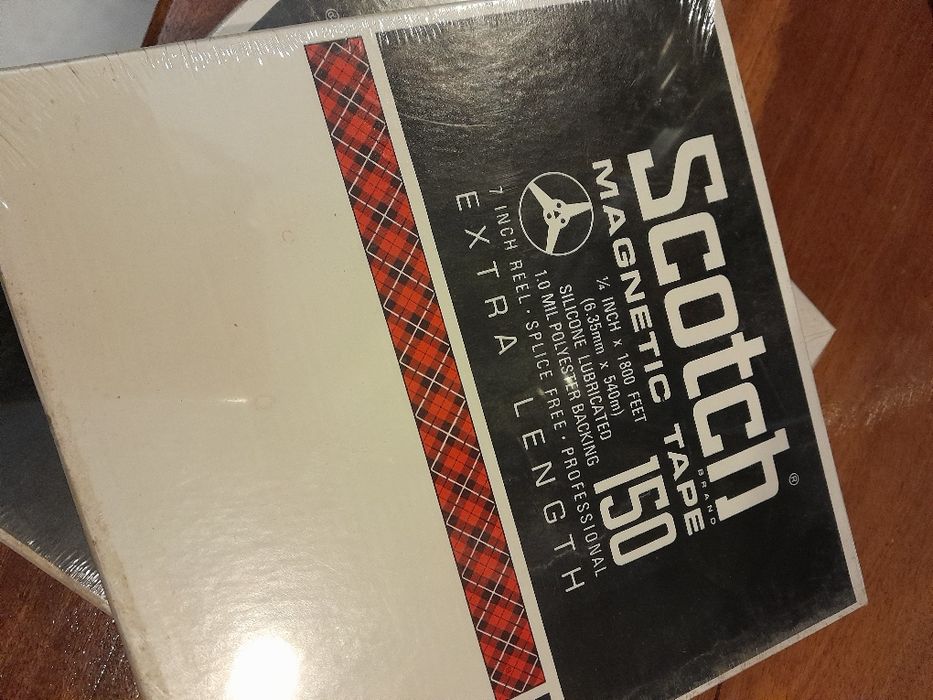 Scotch®
BRAND
MAGNETIC TAPE
150
¼ INCH x 1800 FEET
(6.35mm x 540m)
SILICONE LUBRICATED
1.0 MIL POLYESTER BACKING
7 INCH REEL · SPLICE FREE · PROFESSIONAL
EXTRA LENGTH
®